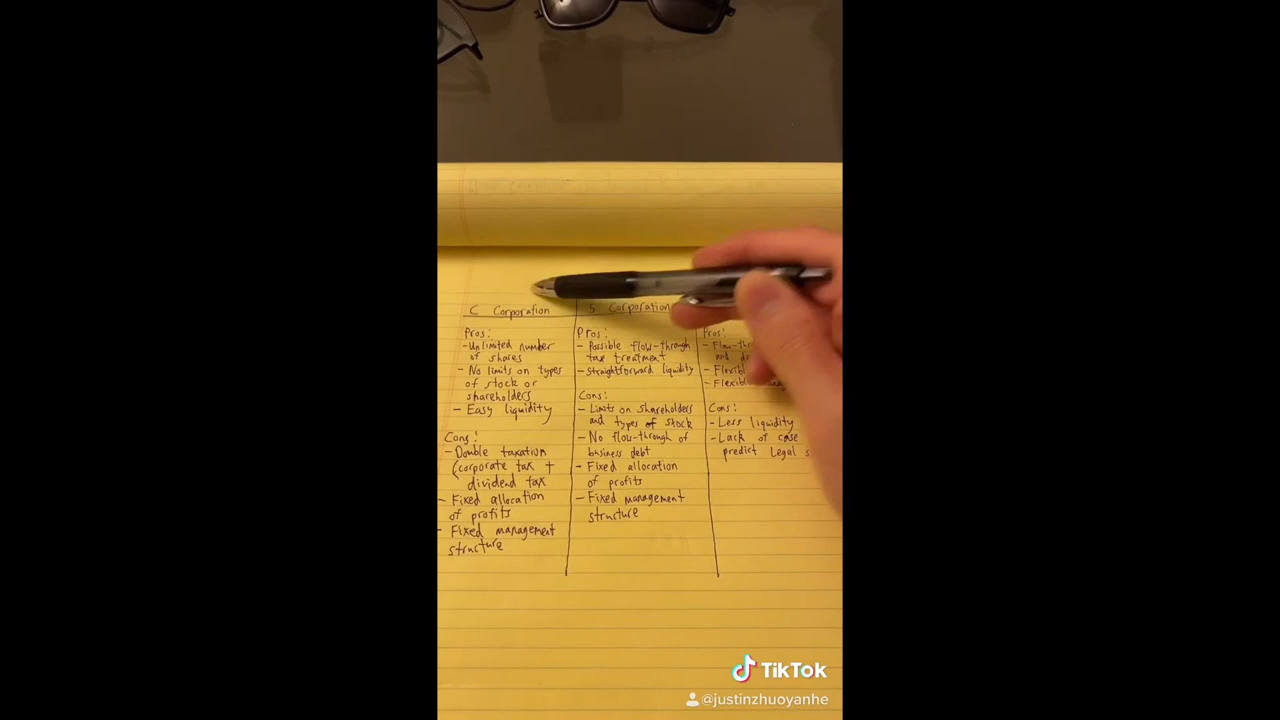 C Corporation
Pros:
-Unlimited number
of shares
- No limits on types
of stock or
shareholders
- Easy liquidity
Cons:
- Double taxation
(corporate tax +
dividend tax
- Fixed allocation
of profits
- Fixed management
structure
S Corporation
Pros:
- Possible flow-through
tax treatment
- Straightforward liquidity
Cons:
- Limits on shareholders
and types of stock
- No flow-through of
business debt
- Fixed allocation
of profits
- Fixed management
structure
Pros:
and
Cons:
- Less liquidity
- Lack of case
predict Legal
TikTok
@justinzhuoyanhe